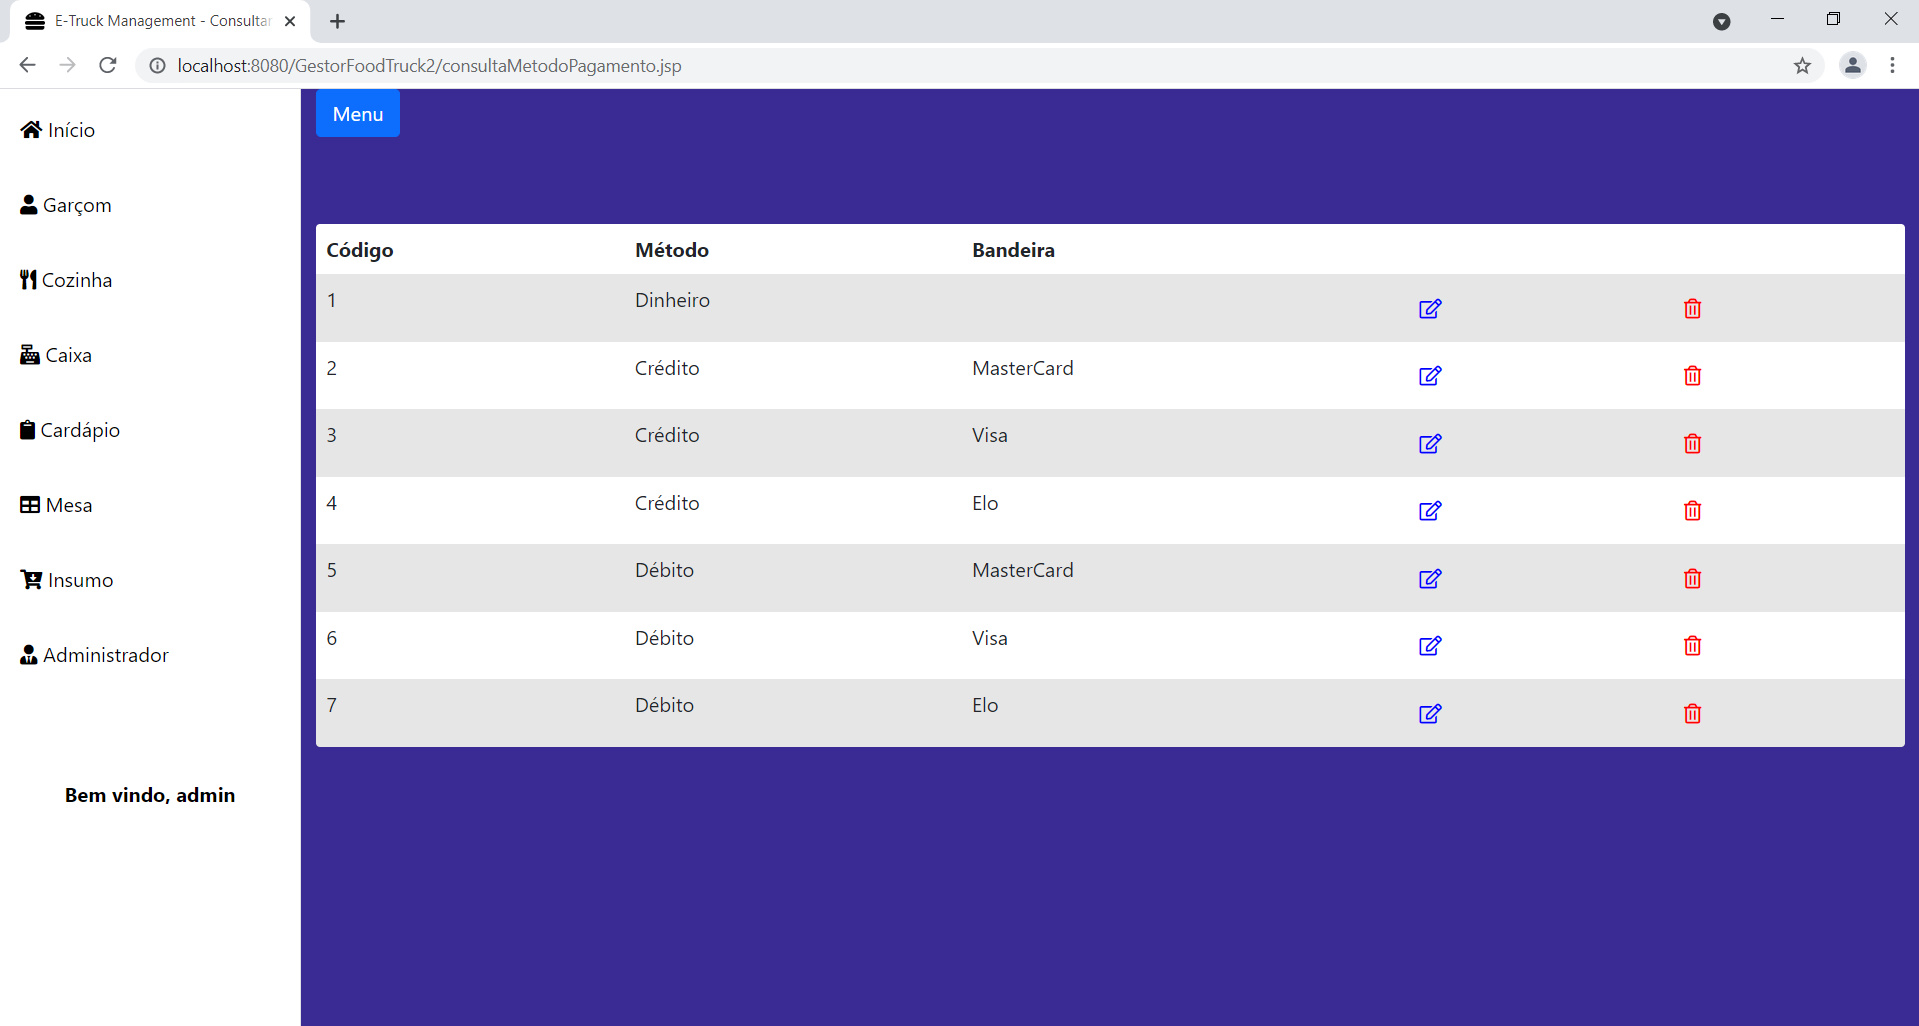 E-Truck Management - Consultar
localhost:8080/GestorFoodTruck2/consultaMetodoPagamento.jsp
Início
Garçom
Cozinha
Caixa
Cardápio
Mesa
Insumo
Administrador
Bem vindo, admin
Menu
Código Método Bandeira
1 Dinheiro
2 Crédito MasterCard
3 Crédito Visa
4 Crédito Elo
5 Débito MasterCard
6 Débito Visa
7 Débito Elo